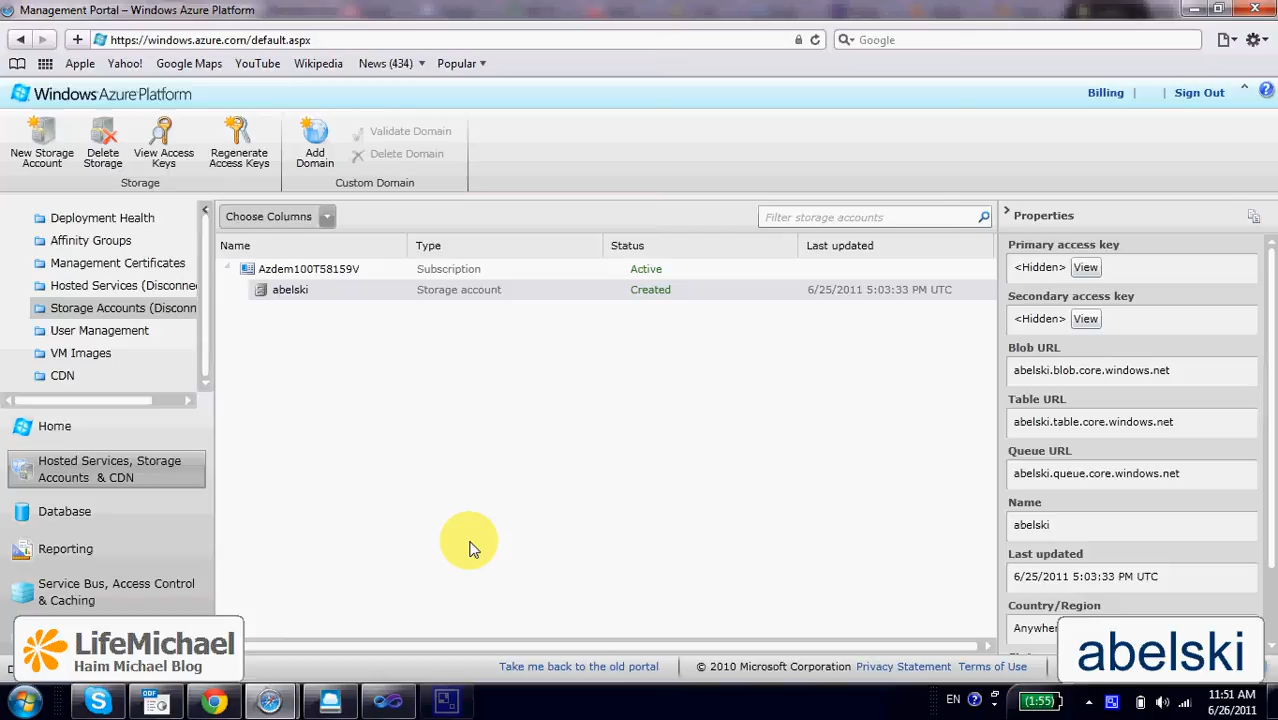 Management Portal – Windows Azure Platform
https://windows.azure.com/default.aspx
Google
Apple Yahoo! Google Maps YouTube Wikipedia News (434) Popular
Windows Azure Platform
Billing | | Sign Out
New Storage Account
Delete Storage
View Access Keys
Regenerate Access Keys
Storage
Add Domain
Validate Domain
Delete Domain
Custom Domain
Deployment Health
Affinity Groups
Management Certificates
Hosted Services (Disconne
Storage Accounts (Disconn
User Management
VM Images
CDN
Home
Hosted Services, Storage
Accounts & CDN
Database
Reporting
Service Bus, Access Control
& Caching
Choose Columns
Filter storage accounts
Name Type Status Last updated
Azdem100T58159V Subscription Active
abelski Storage account Created 6/25/2011 5:03:33 PM UTC
Properties
Primary access key
<Hidden> View
Secondary access key
<Hidden> View
Blob URL
abelski.blob.core.windows.net
Table URL
abelski.table.core.windows.net
Queue URL
abelski.queue.core.windows.net
Name
abelski
Last updated
6/25/2011 5:03:33 PM UTC
Country/Region
Anywhe
LifeMichael
Haim Michael Blog
abelski
Take me back to the old portal | © 2010 Microsoft Corporation Privacy Statement | Terms of Use
EN
(1:55)
11:51 AM
6/26/2011